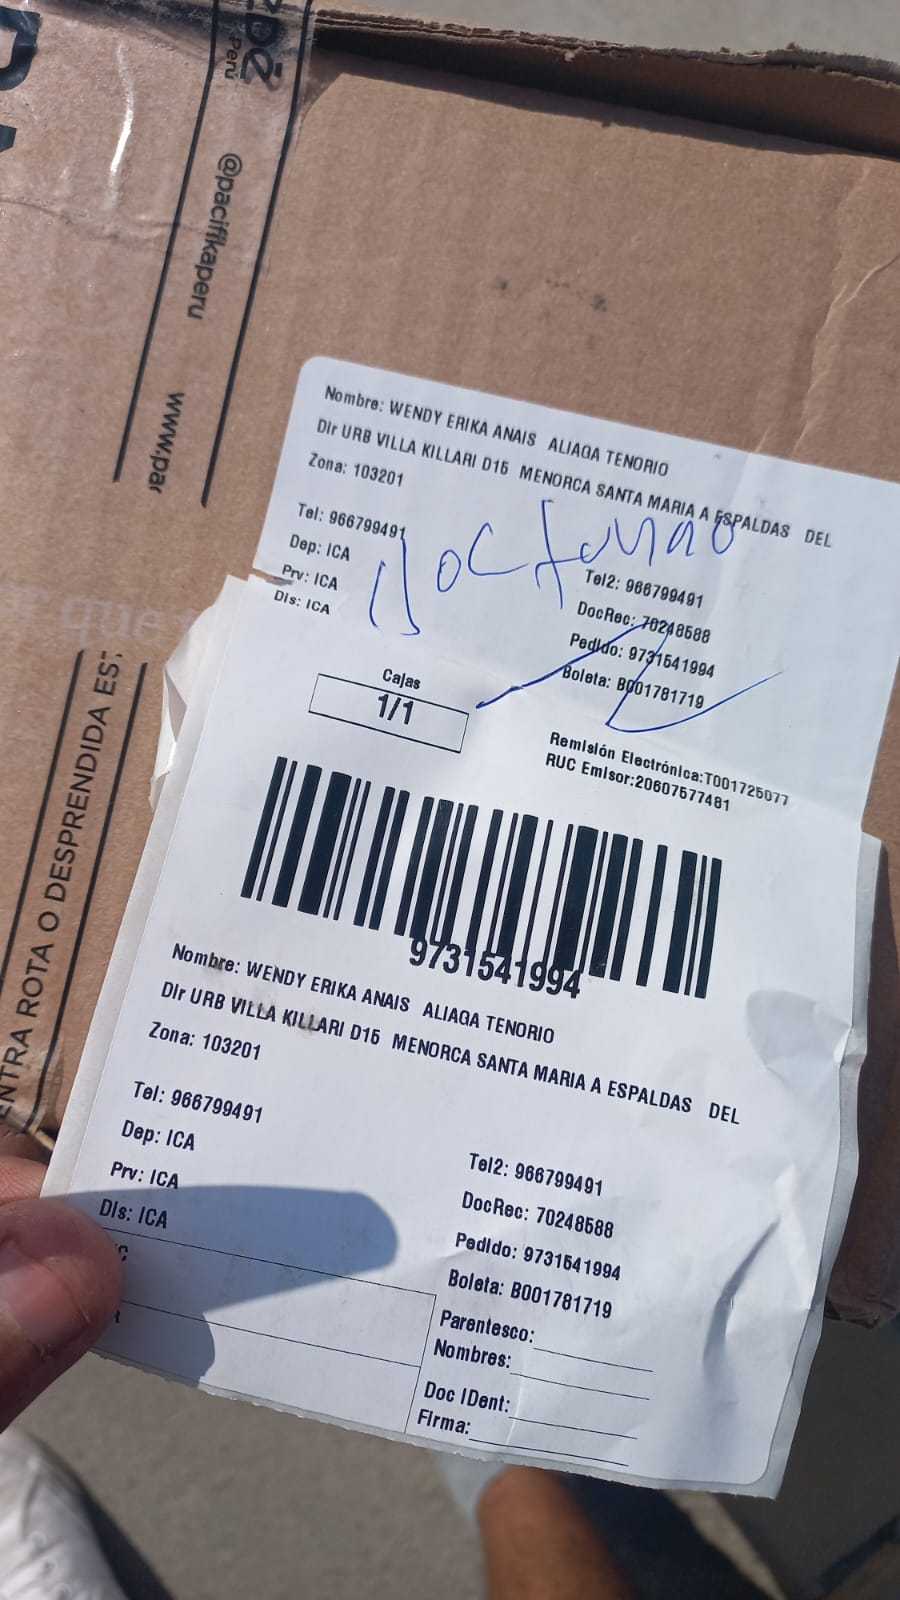 Perú
@pacifikaperu
www.pa
ENTRA ROTA O DESPRENDIDA ES:
que
Nombre: WENDY ERIKA ANAIS ALIAGA TENORIO
Dir URB VILLA KILLARI D15 MENORCA SANTA MARIA A ESPALDAS DEL
Zona: 103201
Tel: 966799491
Dep: ICA
Prv: ICA
Dis: ICA
Tel2: 966799491
DocRec: 70248588
Pedido: 9731541994
Boleta: B001781719
Cajas
1/1
Remisión Electrónica:T001725077
RUC Emisor:20607577481
9731541994
Nombre: WENDY ERIKA ANAIS ALIAGA TENORIO
Dir URB VILLA KILLARI D15 MENORCA SANTA MARIA A ESPALDAS DEL
Zona: 103201
Tel: 966799491
Dep: ICA
Prv: ICA
Dis: ICA
Tel2: 966799491
DocRec: 70248588
Pedido: 9731541994
Boleta: B001781719
Parentesco:
Nombres:
Doc IDent:
Firma: